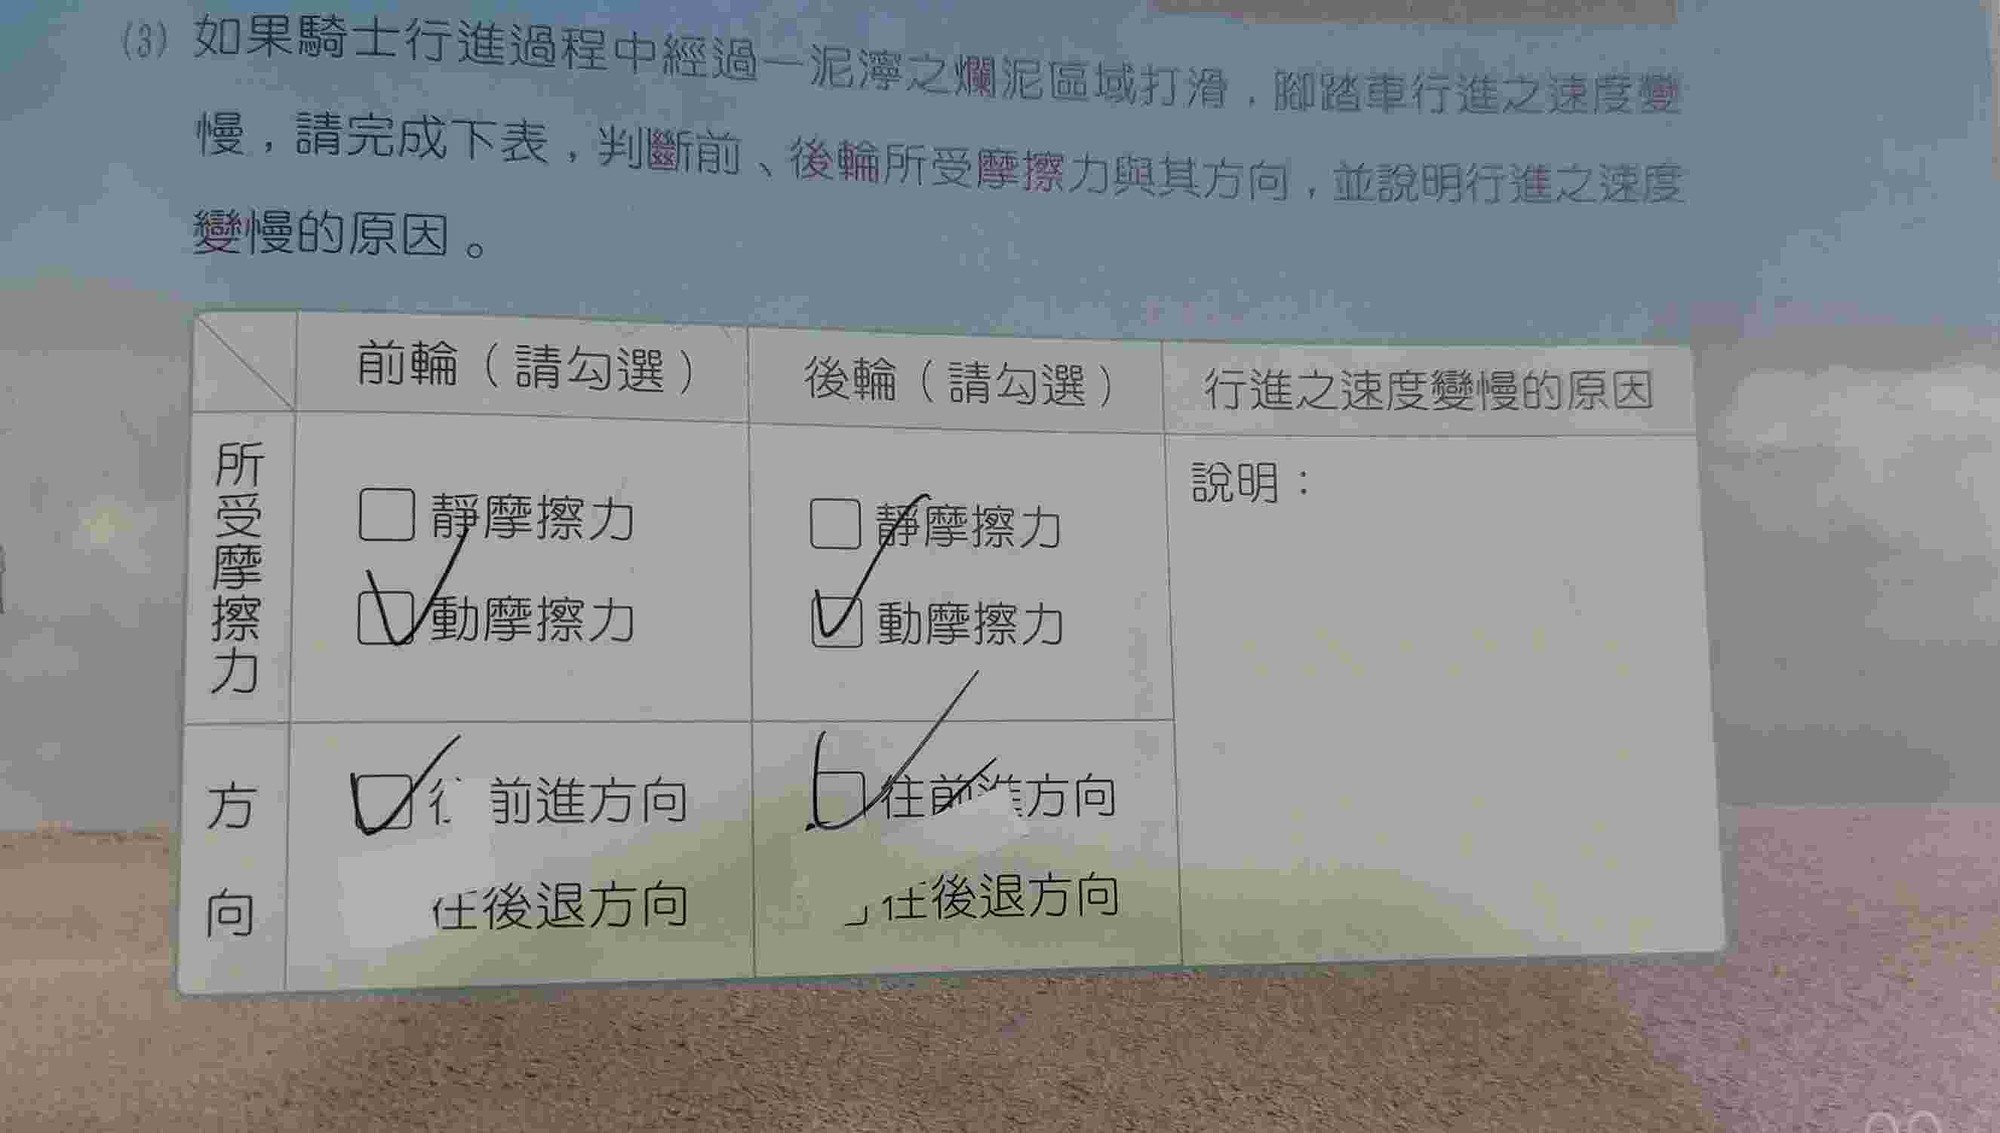 (3) 如果騎士行進過程中經過一泥濘之爛泥區域打滑，腳踏車行進之速度變
慢，請完成下表，判斷前、後輪所受摩擦力與其方向，並說明行進之速度
變慢的原因。
前輪（請勾選）
後輪（請勾選）
行進之速度變慢的原因
所受摩擦力
靜摩擦力
動摩擦力
靜摩擦力
動摩擦力
說明：
方向
前進方向
往後退方向
往前進方向
往後退方向